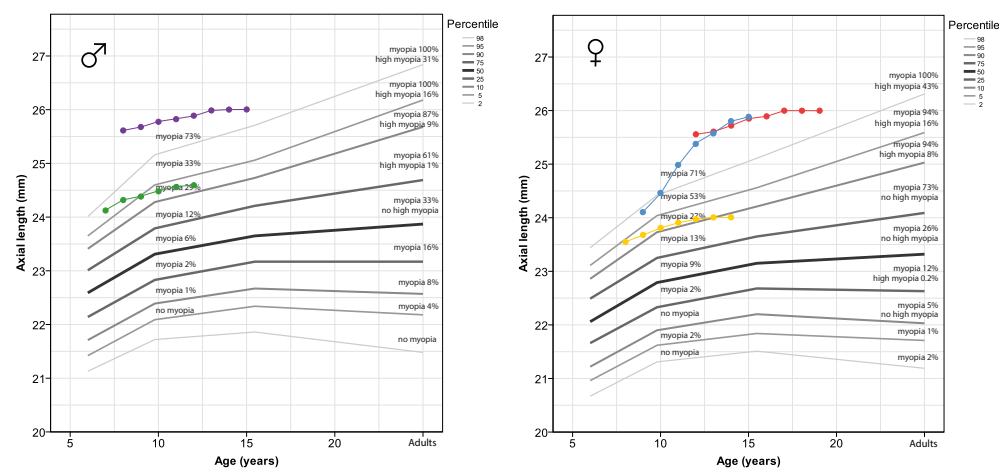 Percentile
98
95
90
75
50
25
10
5
2
27
26
25
24
23
22
21
20
Axial length (mm)
myopia 100%
high myopia 31%
myopia 100%
high myopia 16%
myopia 87%
high myopia 9%
myopia 61%
high myopia 1%
myopia 33%
no high myopia
myopia 16%
myopia 8%
myopia 4%
no myopia
myopia 73%
myopia 33%
myopia 12%
myopia 6%
myopia 2%
myopia 1%
no myopia
5
10
15
20
Adults
Age (years)
Percentile
98
95
90
75
50
25
10
5
2
27
26
25
24
23
22
21
20
Axial length (mm)
myopia 100%
high myopia 43%
myopia 94%
high myopia 16%
myopia 94%
high myopia 8%
myopia 73%
no high myopia
myopia 26%
no high myopia
myopia 12%
high myopia 0.2%
myopia 5%
no high myopia
myopia 1%
myopia 2%
myopia 71%
myopia 53%
myopia 27%
myopia 13%
myopia 9%
myopia 2%
no myopia
myopia 2%
no myopia
5
10
15
20
Adults
Age (years)